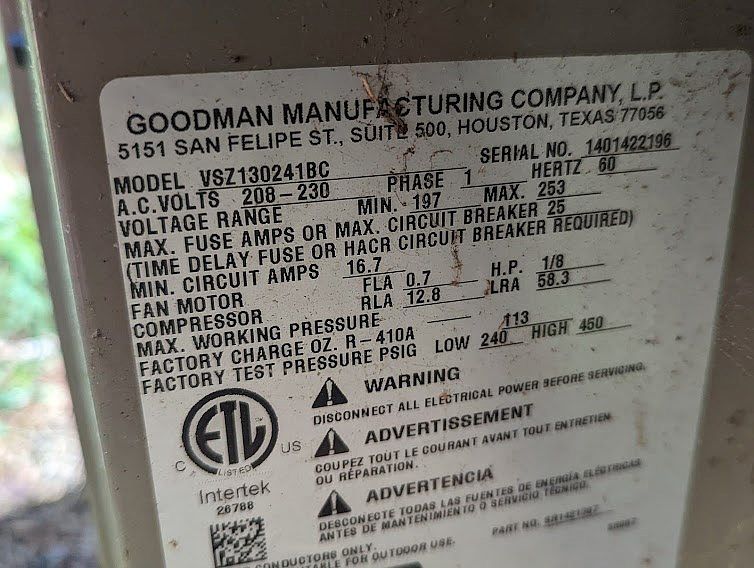 GOODMAN MANUFACTURING COMPANY, L.P.
5151 SAN FELIPE ST., SUITE 500, HOUSTON, TEXAS 77056
MODEL VSZ130241BC SERIAL NO. 1401422196
A.C. VOLTS 208-230 PHASE 1 HERTZ 60
VOLTAGE RANGE MIN. 197 MAX. 253
MAX. FUSE AMPS OR MAX. CIRCUIT BREAKER 25
(TIME DELAY FUSE OR HACR CIRCUIT BREAKER REQUIRED)
MIN. CIRCUIT AMPS 16.7
FAN MOTOR FLA 0.7 H.P. 1/8
COMPRESSOR RLA 12.8 LRA 58.3
MAX. WORKING PRESSURE
FACTORY CHARGE OZ. R-410A 113
FACTORY TEST PRESSURE PSIG LOW 240 HIGH 450
WARNING
DISCONNECT ALL ELECTRICAL POWER BEFORE SERVICING.
ADVERTISSEMENT
COUPEZ TOUT LE COURANT AVANT TOUT ENTRETIEN
OU RÉPARATION.
ADVERTENCIA
DESCONECTE TODAS LAS FUENTES DE ENERGÍA ELÉCTRICAS
ANTES DE MANTENIMIENTO O SERVICIO TÉCNICO.
ETL
LISTED
C US
Intertek
26788
PART NO.
CONDUCTORS ONLY.
FOR OUTDOOR USE.